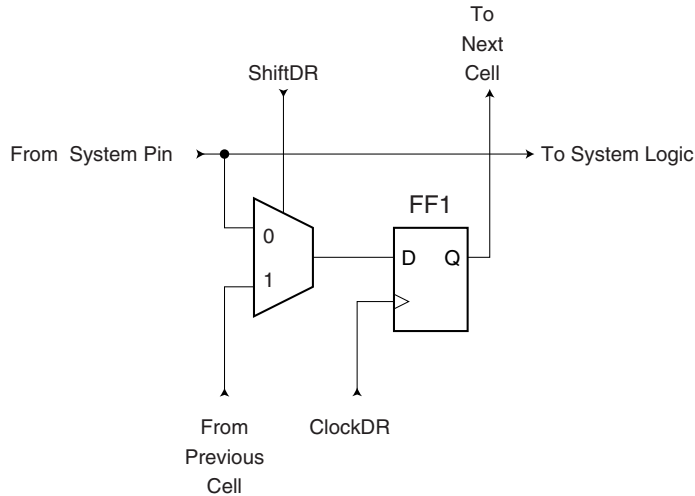 To
Next
Cell
ShiftDR
From System Pin
To System Logic
FF1
0
D Q
1
From
Previous
Cell
ClockDR